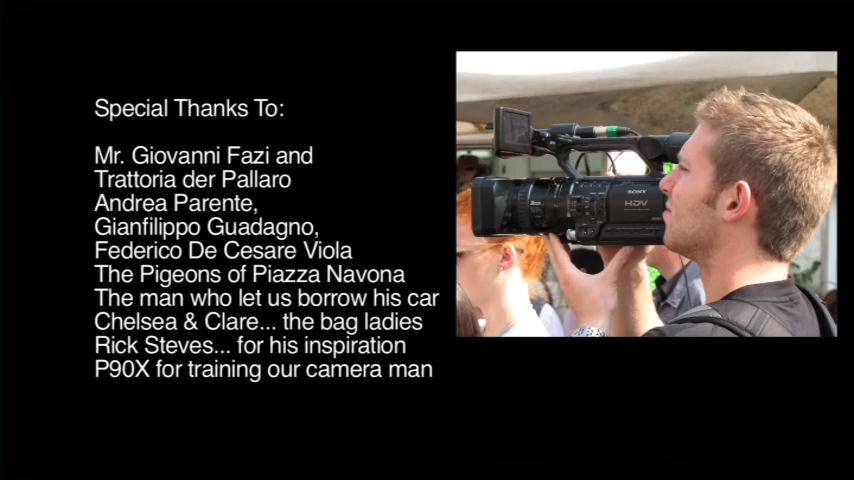 Special Thanks To:
Mr. Giovanni Fazi and
Trattoria der Pallaro
Andrea Parente,
Gianfilippo Guadagno,
Federico De Cesare Viola
The Pigeons of Piazza Navona
The man who let us borrow his car
Chelsea & Clare... the bag ladies
Rick Steves... for his inspiration
P90X for training our camera man
SONY
HDV